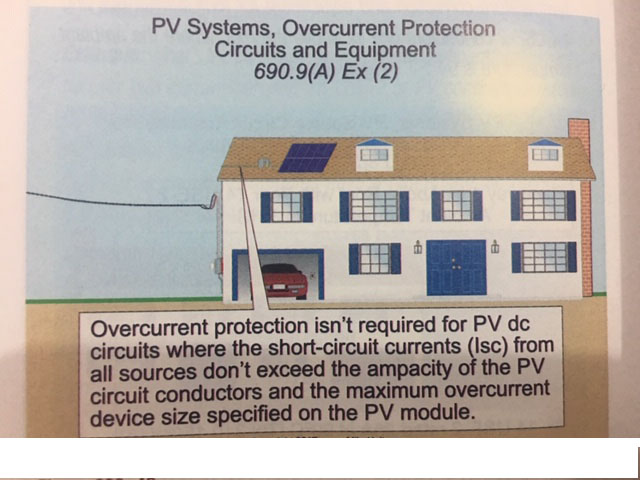 PV Systems, Overcurrent Protection
Circuits and Equipment
690.9(A) Ex (2)
Overcurrent protection isn't required for PV dc
circuits where the short-circuit currents (Isc) from
all sources don't exceed the ampacity of the PV
circuit conductors and the maximum overcurrent
device size specified on the PV module.